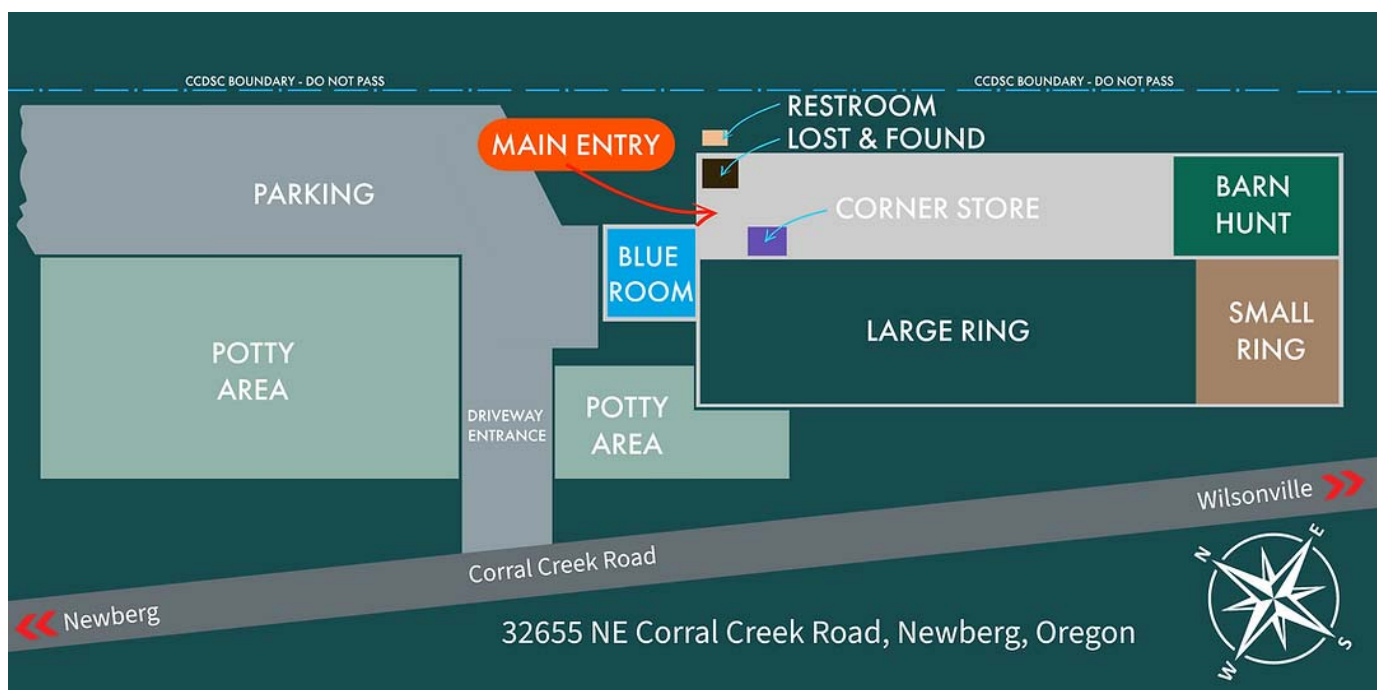 CCDSC BOUNDARY - DO NOT PASS
CCDSC BOUNDARY - DO NOT PASS
RESTROOM
LOST & FOUND
MAIN ENTRY
PARKING
CORNER STORE
BARN
HUNT
BLUE
ROOM
LARGE RING
SMALL
RING
POTTY
AREA
DRIVEWAY
ENTRANCE
POTTY
AREA
Wilsonville
Corral Creek Road
Newberg
32655 NE Corral Creek Road, Newberg, Oregon
N
E
W
S